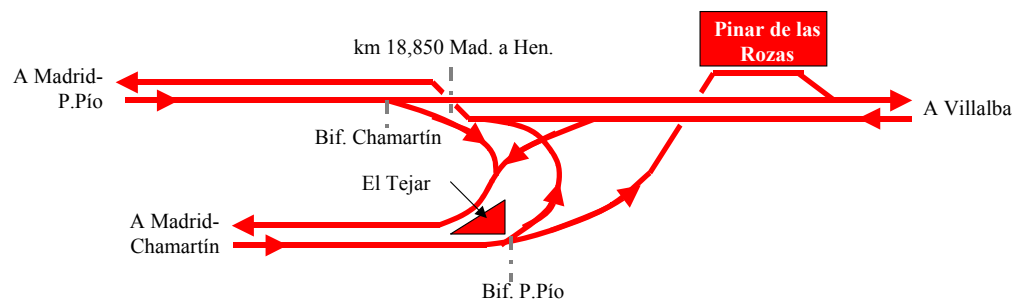 Pinar de las
Rozas
km 18,850 Mad. a Hen.
A Madrid-
P.Pío
A Villalba
Bif. Chamartín
El Tejar
A Madrid-
Chamartín
Bif. P.Pío